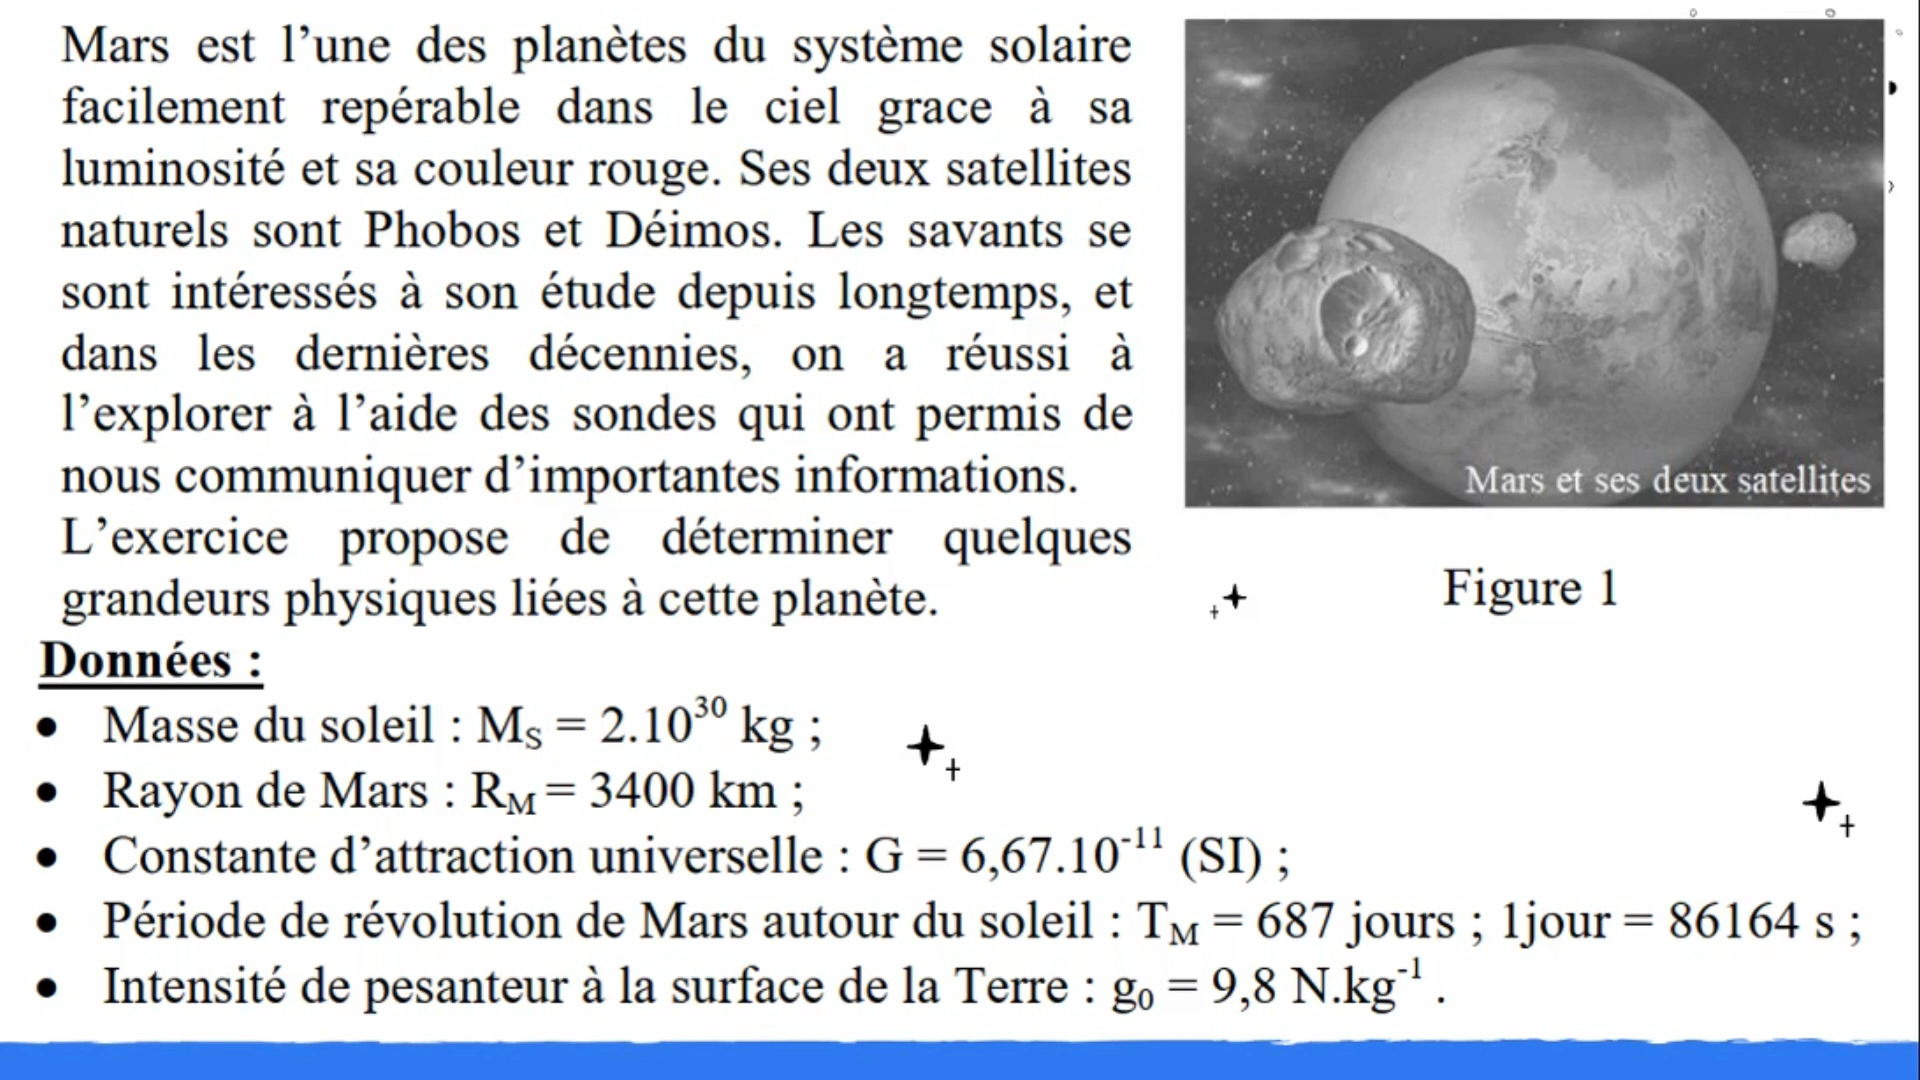 Mars est l’une des planètes du système solaire
facilement repérable dans le ciel grace à sa
luminosité et sa couleur rouge. Ses deux satellites
naturels sont Phobos et Déimos. Les savants se
sont intéressés à son étude depuis longtemps, et
dans les dernières décennies, on a réussi à
l’explorer à l’aide des sondes qui ont permis de
nous communiquer d’importantes informations.
L’exercice propose de déterminer quelques
grandeurs physiques liées à cette planète.
Mars et ses deux satellites
Figure 1
Données :
• Masse du soleil : M_S = 2.10^30 kg ;
• Rayon de Mars : R_M = 3400 km ;
• Constante d’attraction universelle : G = 6,67.10^-11 (SI) ;
• Période de révolution de Mars autour du soleil : T_M = 687 jours ; 1jour = 86164 s ;
• Intensité de pesanteur à la surface de la Terre : g_0 = 9,8 N.kg^-1 .